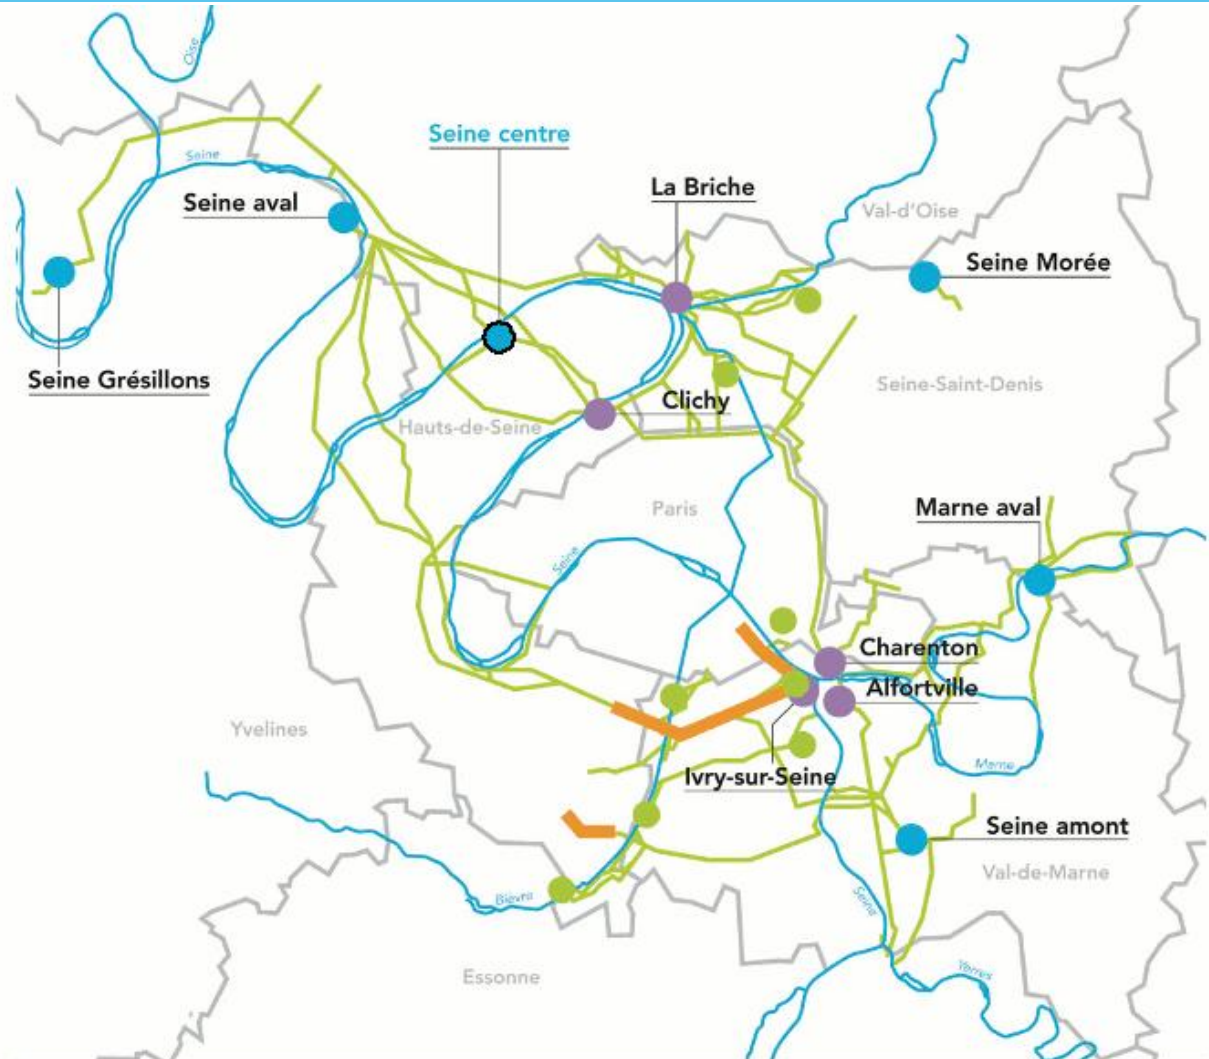 Oise
Seine centre
Seine
La Briche
Seine aval
Val-d'Oise
Seine Morée
Seine Grésillons
Seine-Saint-Denis
Clichy
Hauts-de-Seine
Paris
Marne aval
Seine
Charenton
Alfortville
Yvelines
Marne
Ivry-sur-Seine
Seine amont
Val-de-Marne
Bièvre
Seine
Essonne
Yerres